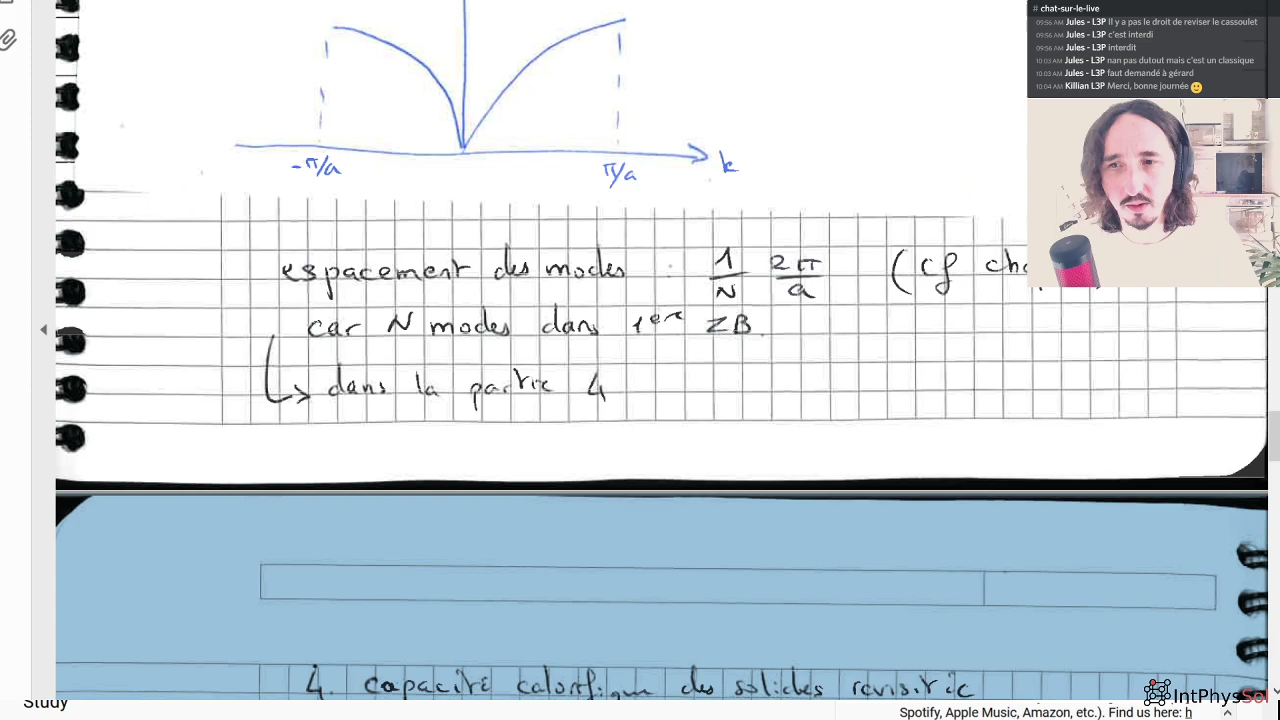 # chat-sur-le-live
09:56 AM Jules - L3P Il y a pas le droit de reviser le cassoulet
09:56 AM Jules - L3P c'est interdi
09:56 AM Jules - L3P interdit
10:03 AM Jules - L3P nan pas dutout mais c'est un classique
10:03 AM Jules - L3P faut demandé à gérard
10:04 AM Killian L3P Merci, bonne journée 🙂
-π/a
π/a
k
espacement des modes : 1/N 2π/a (cf
car N modes dans 1ere ZB.
↳ dans la partie 4
4. capacité calorifique des solides revisitée
IntPhysSol
Study
Spotify, Apple Music, Amazon, etc.). Find us here: h